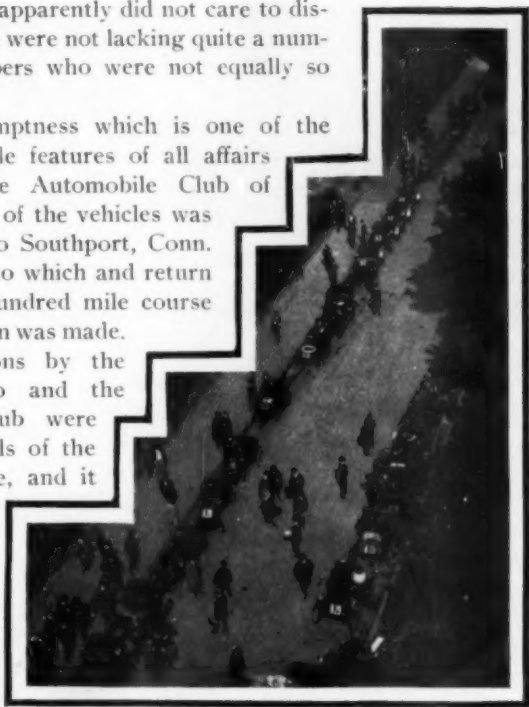 apparently did not care to dis-
were not lacking quite a num-
bers who were not equally so
mptness which is one of the
le features of all affairs
e Automobile Club of
of the vehicles was
o Southport, Conn.
o which and return
undred mile course
n was made.
ons by the
o and the
ub were
ls of the
e, and it